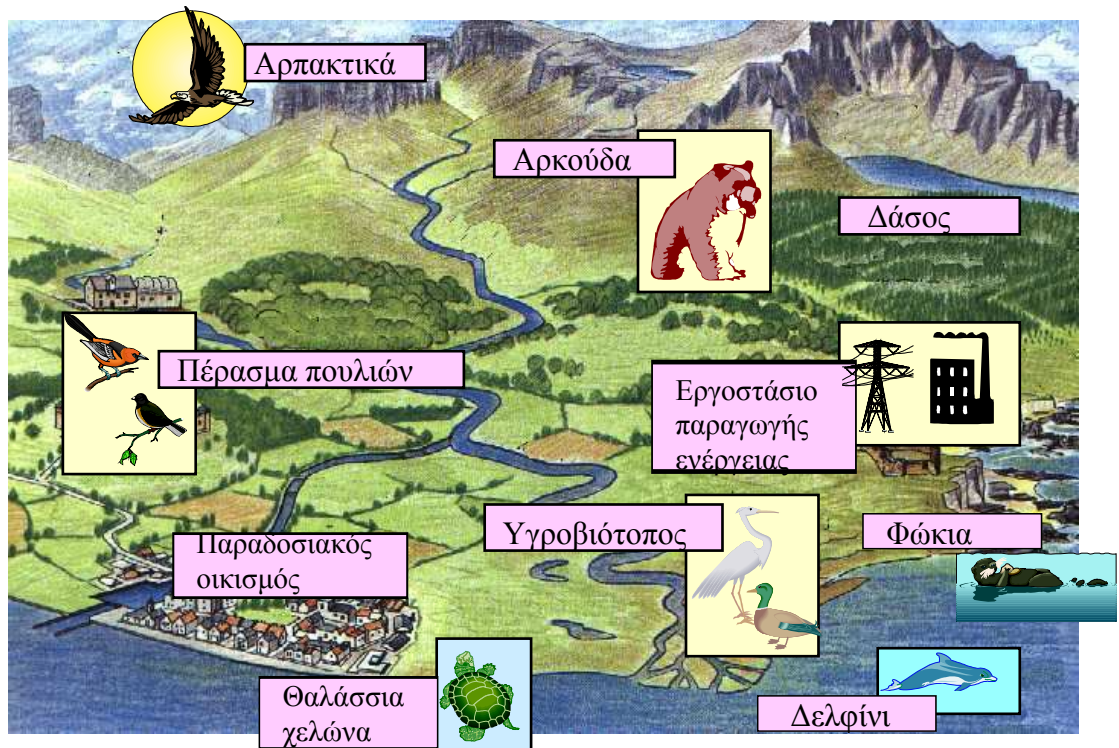 Αρπακτικά
Αρκούδα
Δάσος
Πέρασμα πουλιών
Εργοστάσιο
παραγωγής
ενέργειας
Υγροβιότοπος
Φώκια
Παραδοσιακός
οικισμός
Θαλάσσια
χελώνα
Δελφίνι